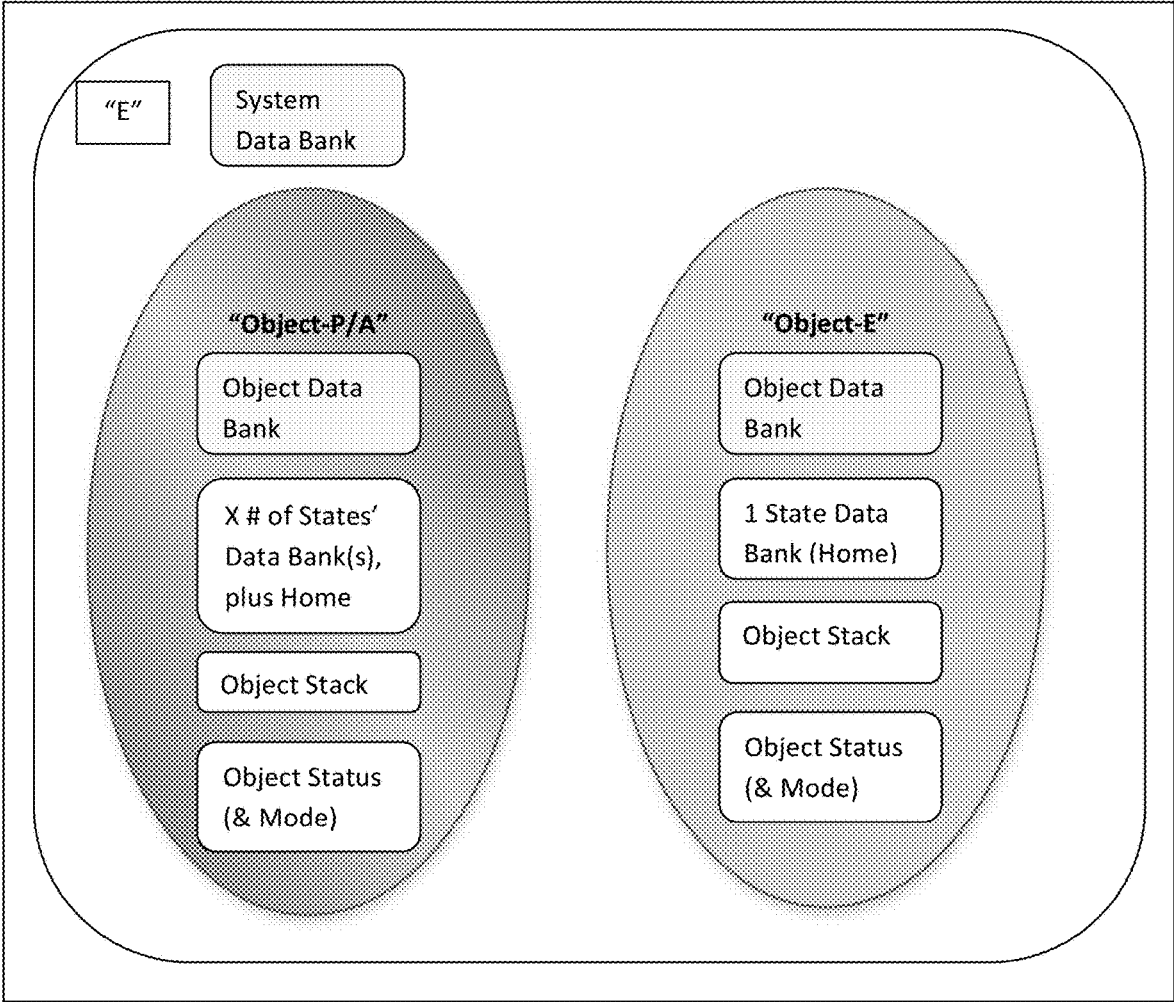 “E”
System
Data Bank
“Object-P/A”
Object Data
Bank
X # of States’
Data Bank(s),
plus Home
Object Stack
Object Status
(& Mode)
“Object-E”
Object Data
Bank
1 State Data
Bank (Home)
Object Stack
Object Status
(& Mode)